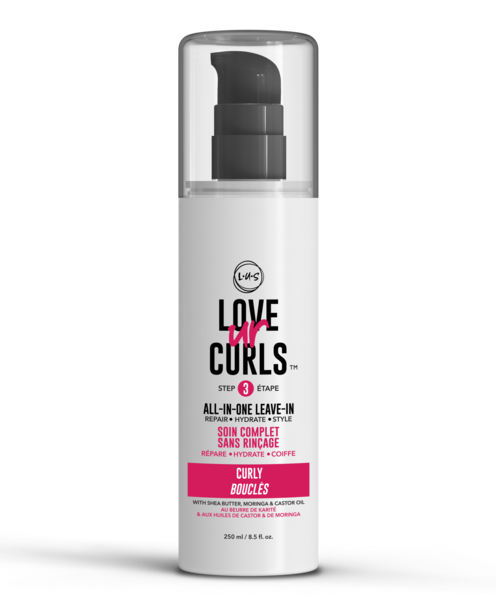 L•U•S
LOVE
ur
CURLS™
STEP 3 ÉTAPE
ALL-IN-ONE LEAVE-IN
REPAIR • HYDRATE • STYLE
SOIN COMPLET
SANS RINÇAGE
RÉPARE • HYDRATE • COIFFE
CURLY
BOUCLÉS
WITH SHEA BUTTER, MORINGA & CASTOR OIL
AU BEURRE DE KARITÉ
& AUX HUILES DE CASTOR & DE MORINGA
250 ml / 8.5 fl. oz.